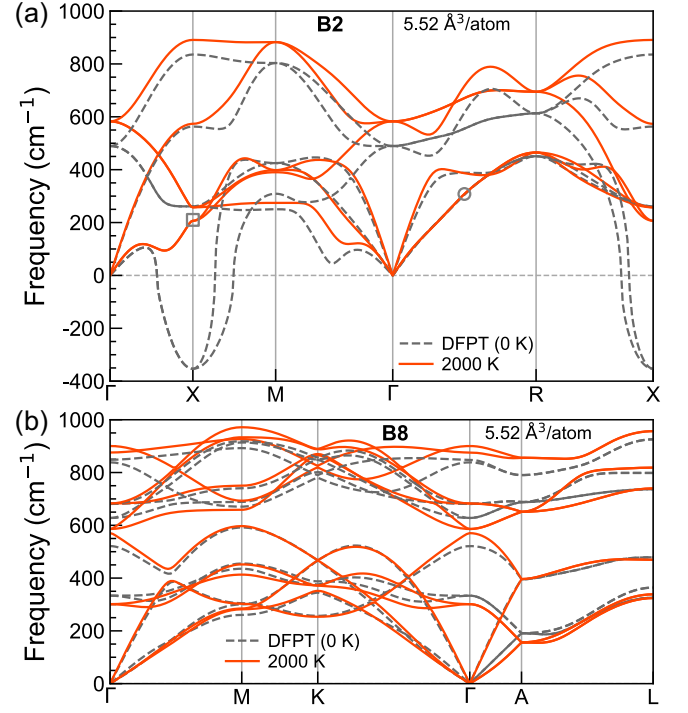 (a)
B2
5.52 Å³/atom
1000
800
600
400
200
0
-200
-400
Frequency (cm⁻¹)
DFPT (0 K)
2000 K
Γ X M Γ R X
(b)
B8
5.52 Å³/atom
1000
800
600
400
200
0
Frequency (cm⁻¹)
DFPT (0 K)
2000 K
Γ M K Γ A L